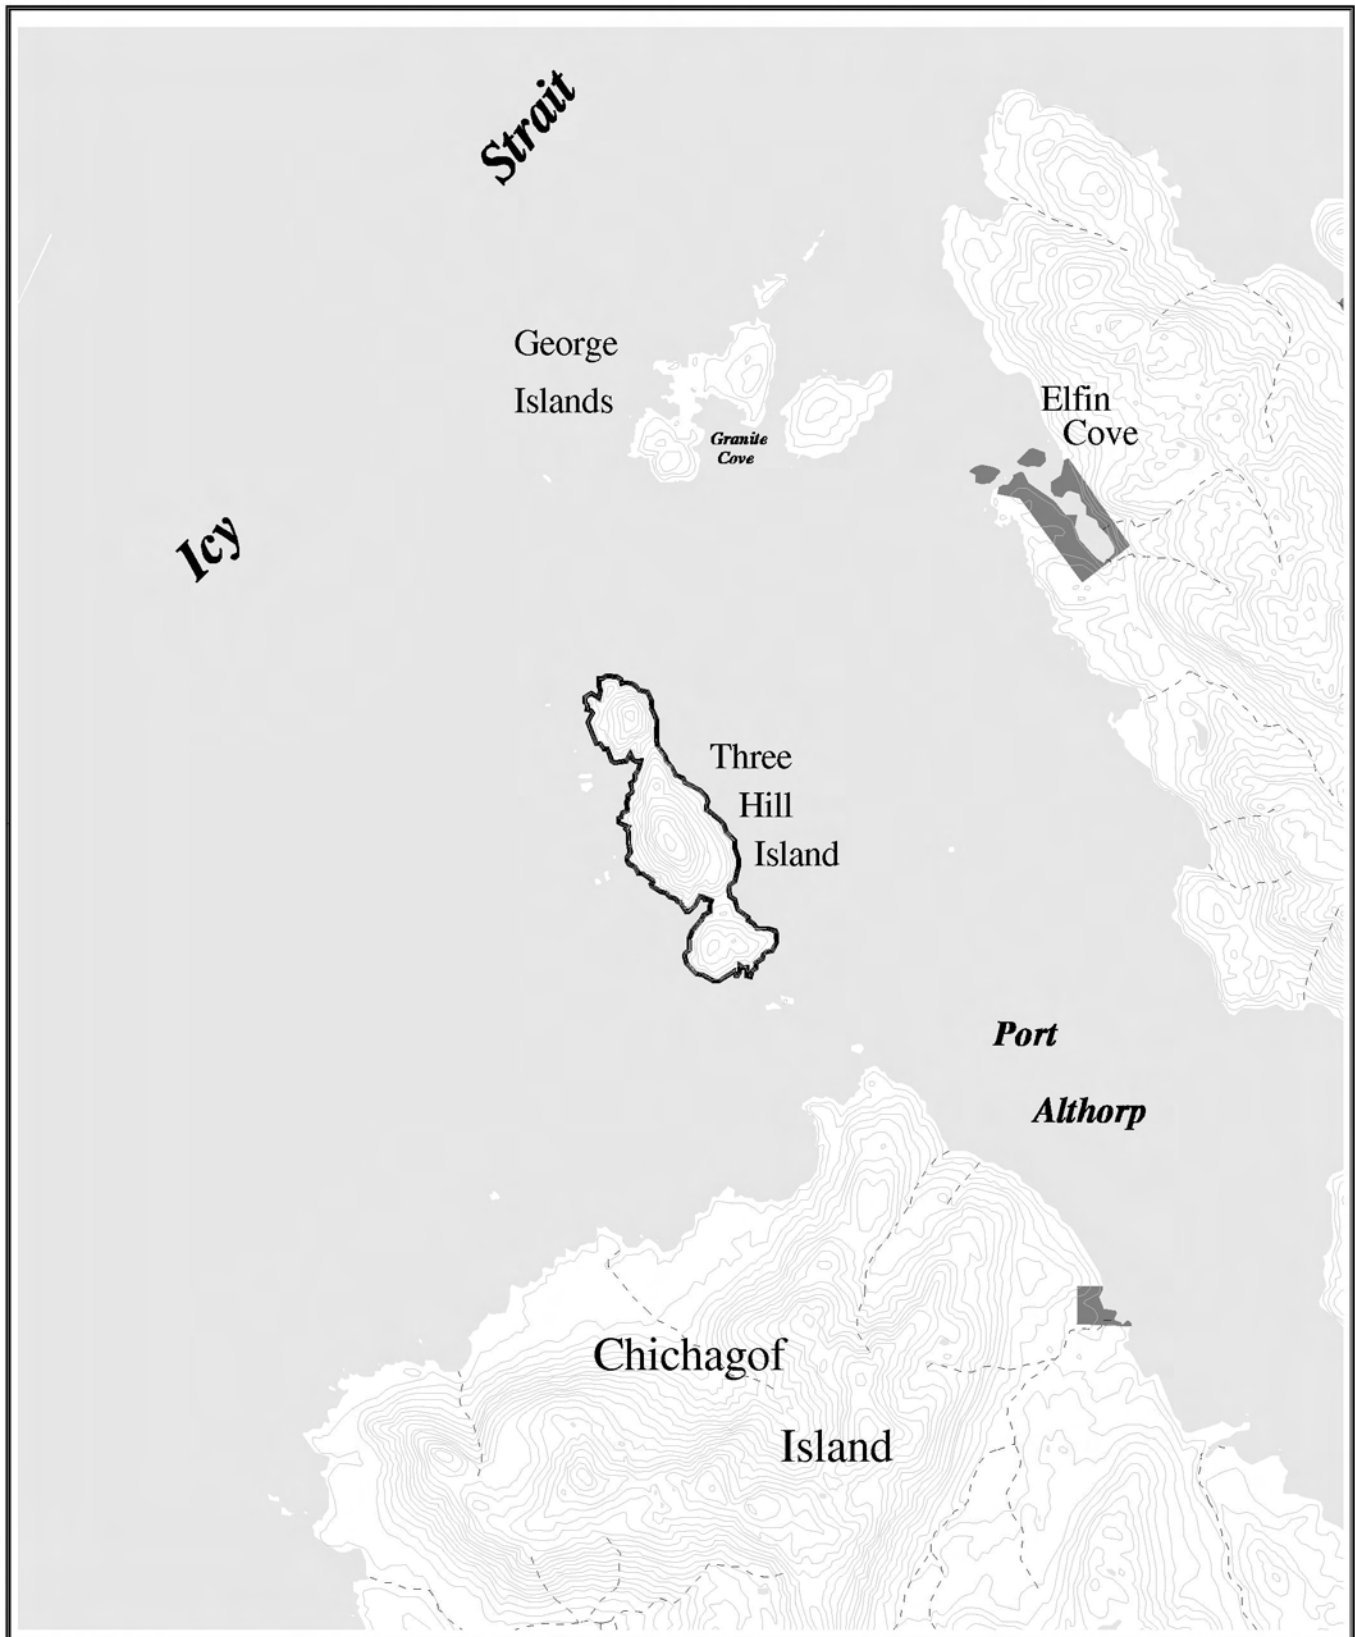 Strait
George
Islands
Granite
Cove
Elfin
Cove
Icy
Three
Hill
Island
Port
Althorp
Chichagof
Island